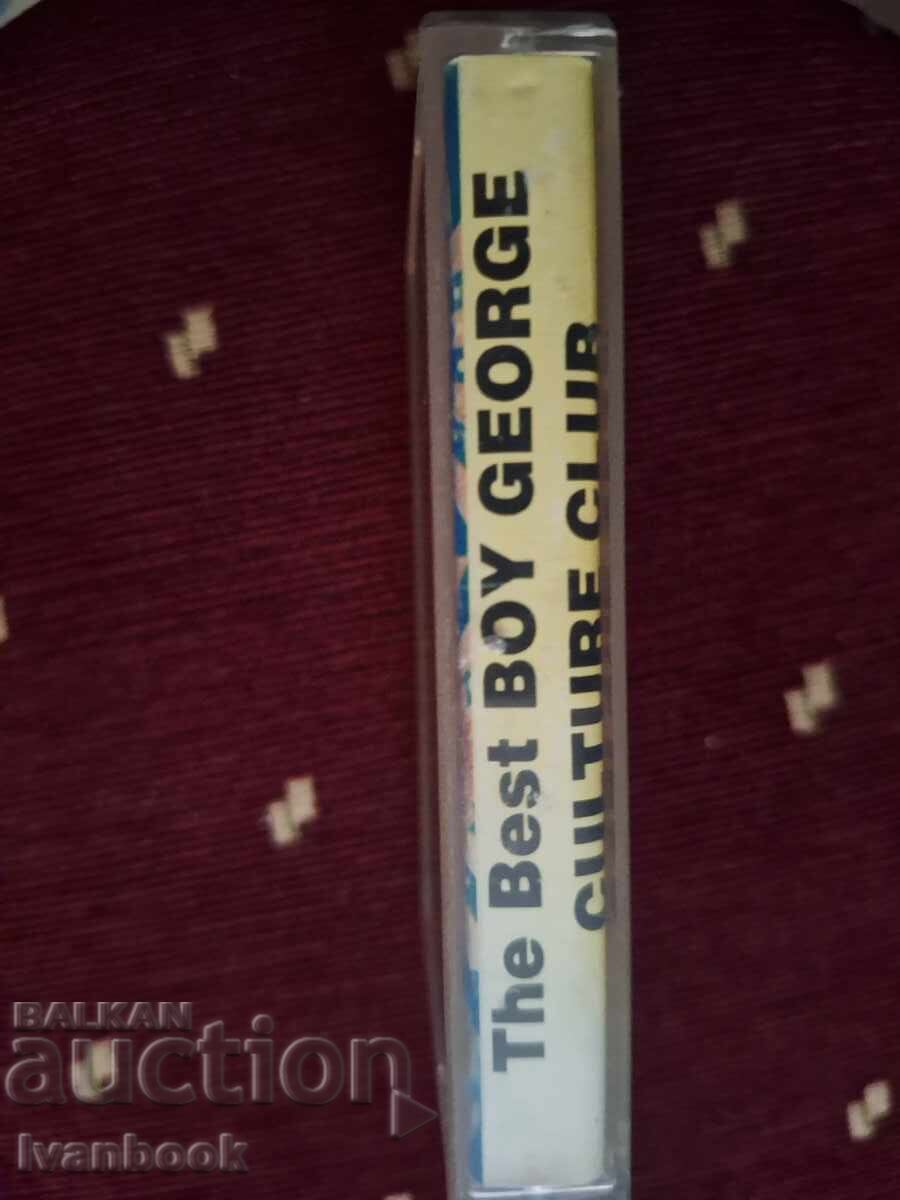 The Best BOY GEORGE
CULTURE CLUB
BALKAN
auction
Ivanbook